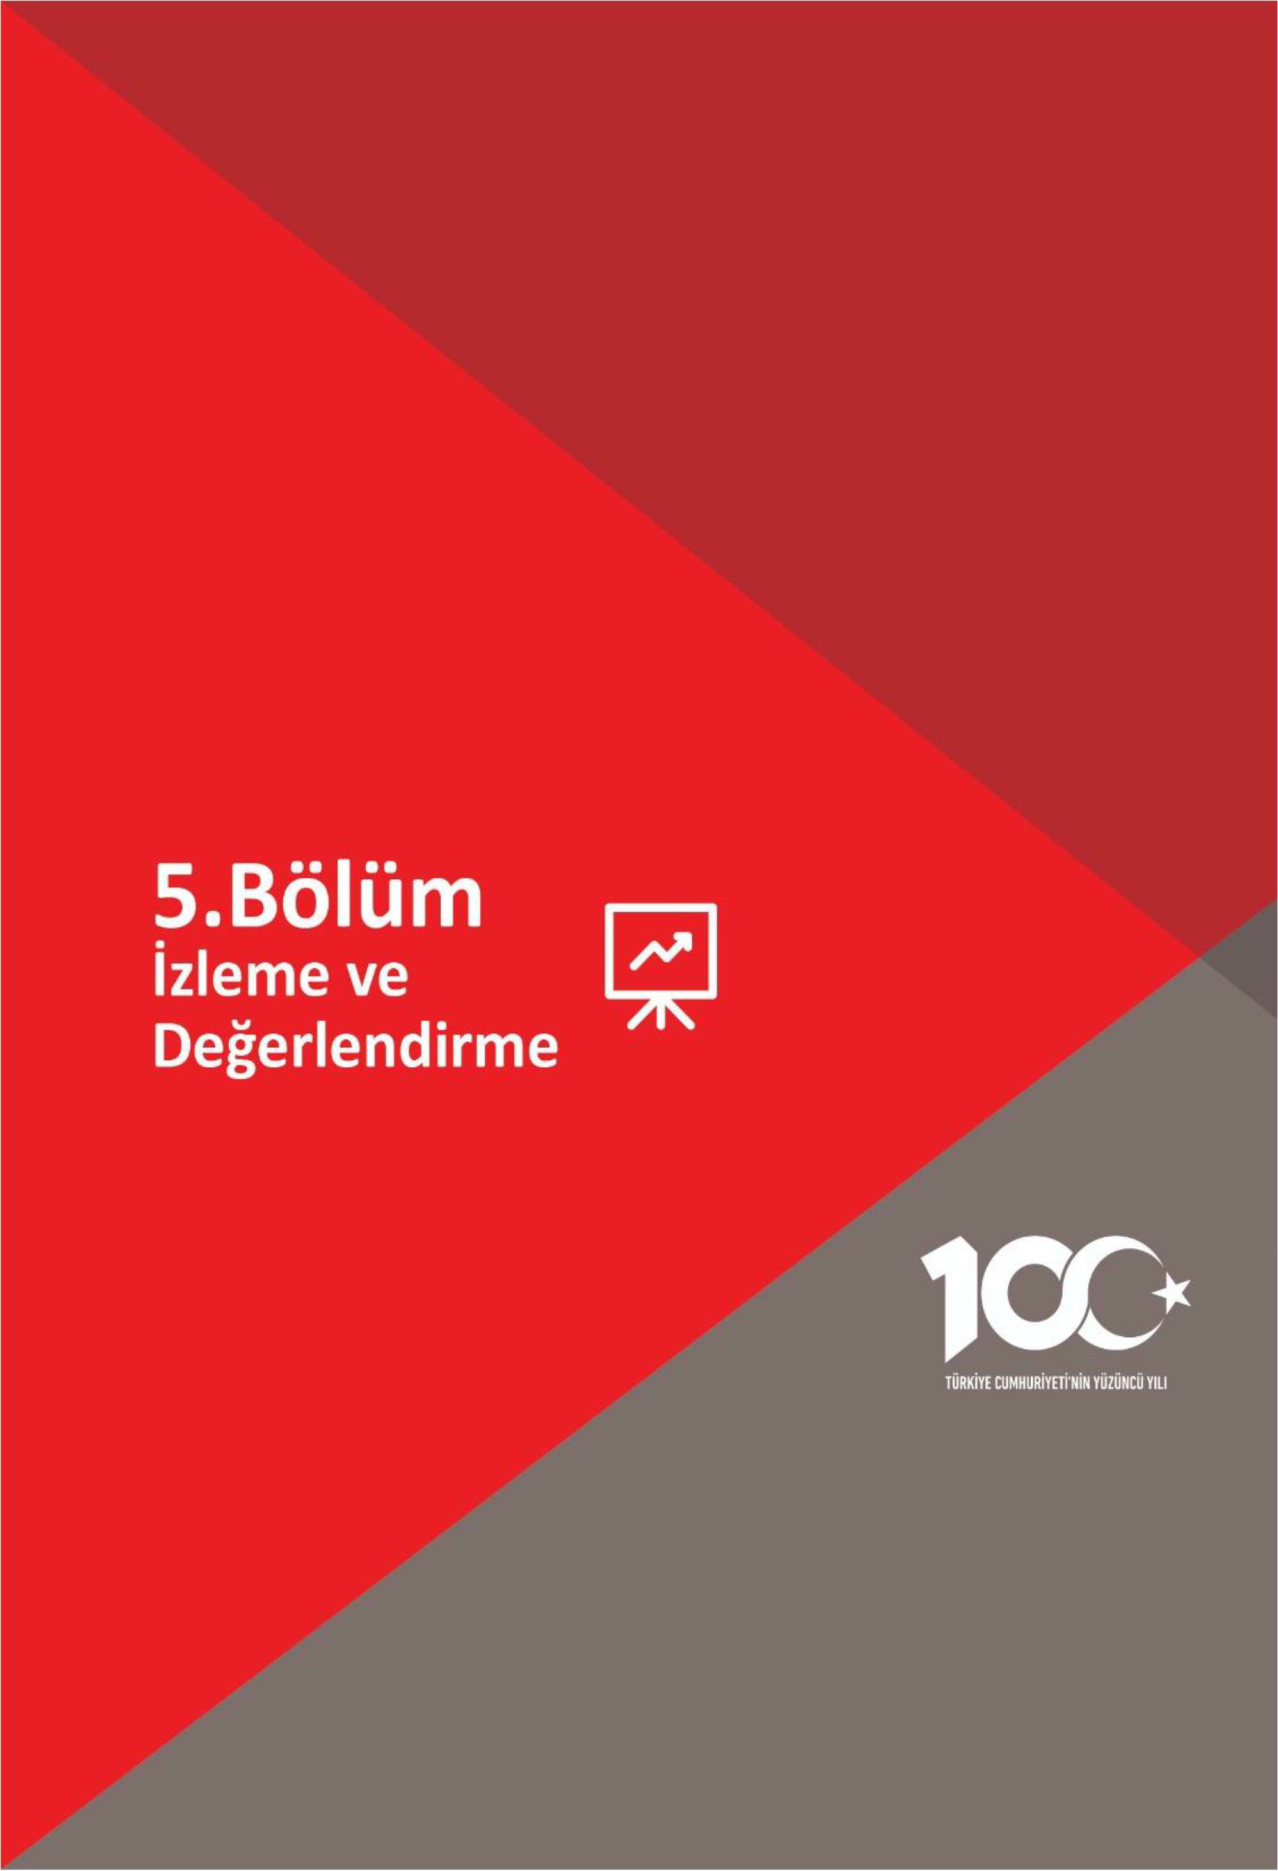 5.Bölüm
İzleme ve
Değerlendirme
100
TÜRKİYE CUMHURİYETİ'NİN YÜZÜNCÜ YILI